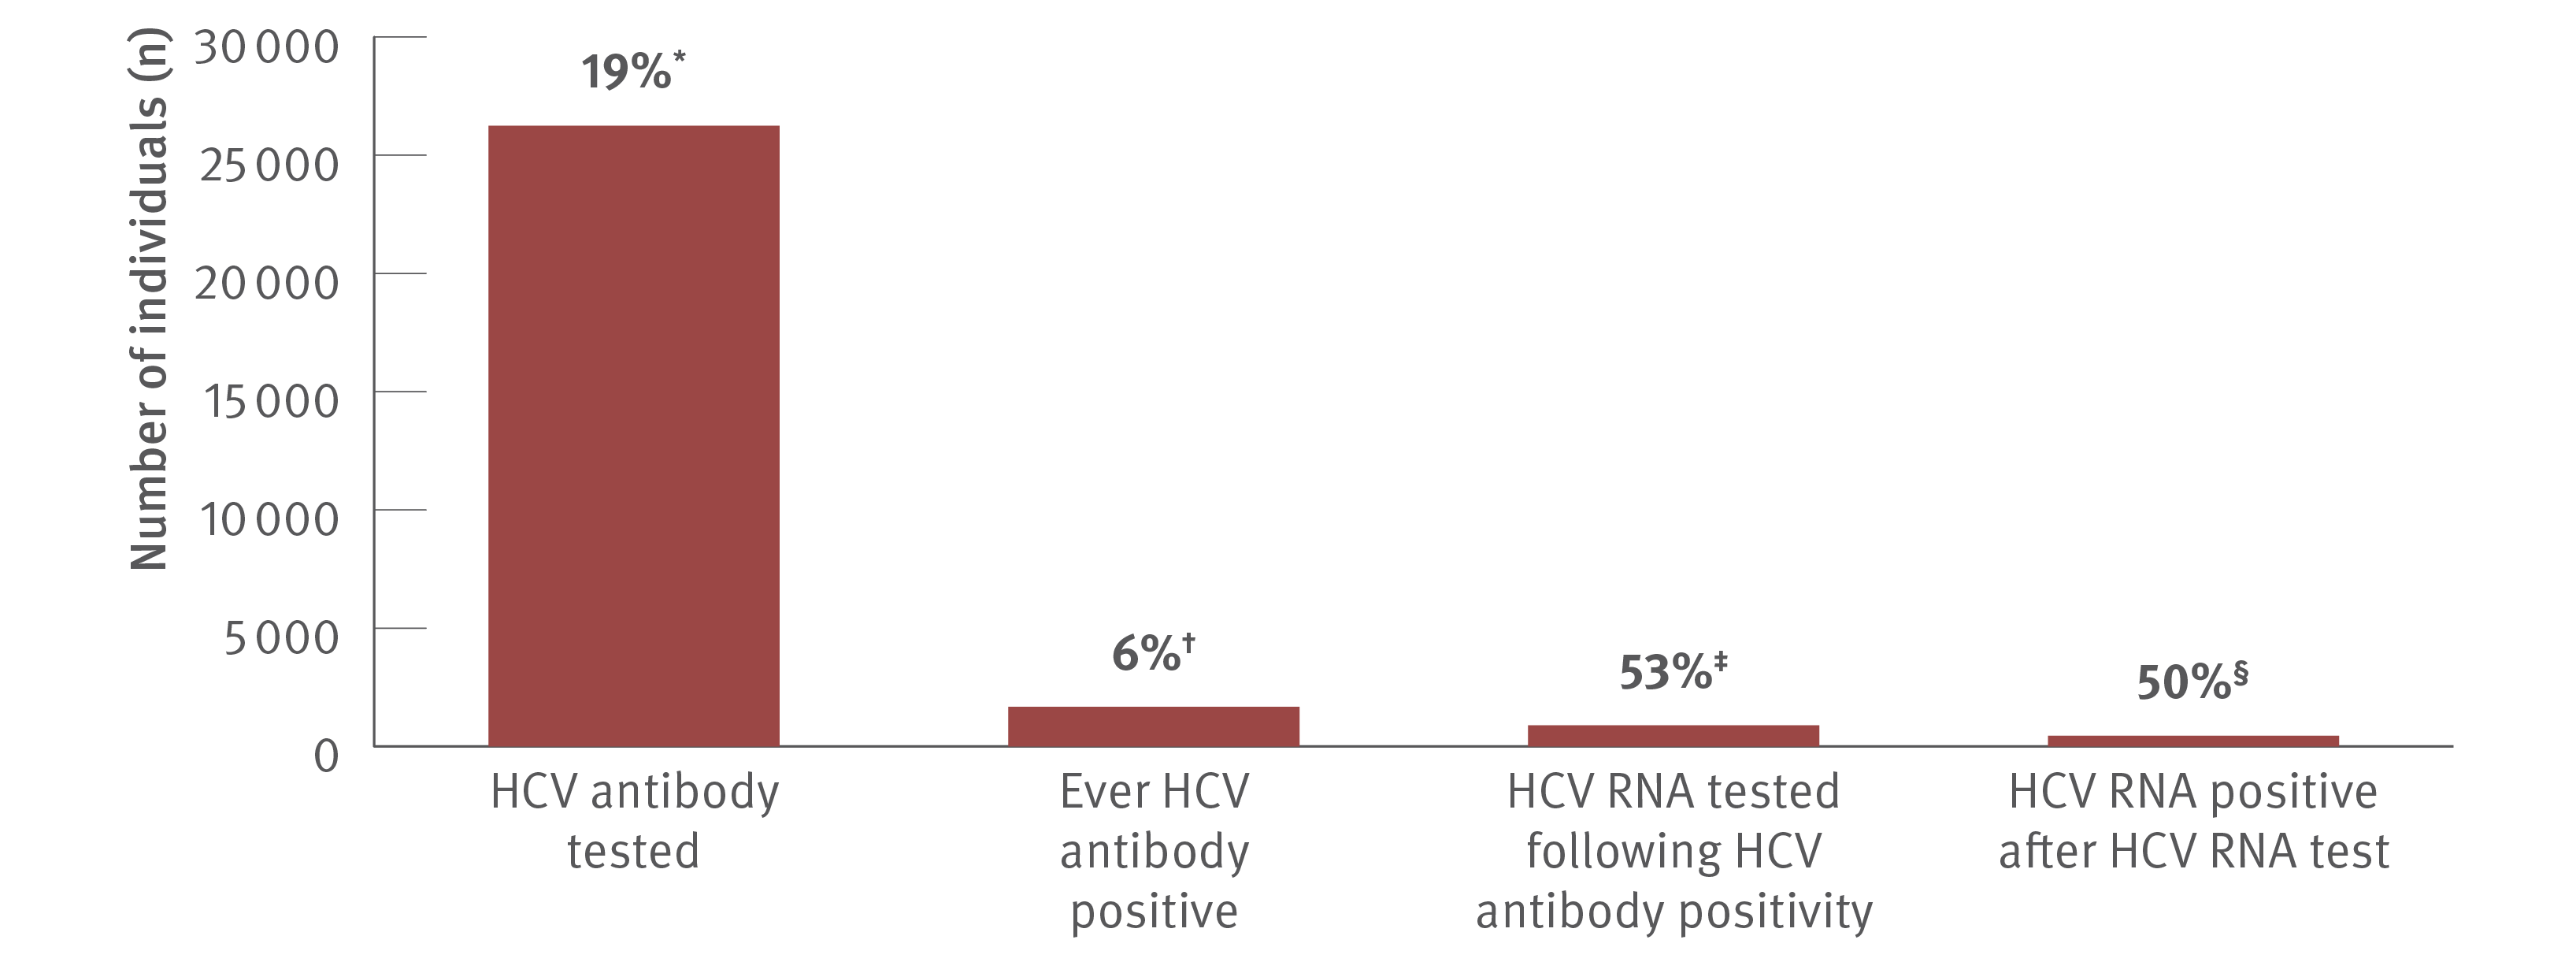 Number of individuals (n)
30 000
25 000
20 000
15 000
10 000
5 000
0
19%*
6%†
53%‡
50%§
HCV antibody
tested
Ever HCV
antibody
positive
HCV RNA tested
following HCV
antibody positivity
HCV RNA positive
after HCV RNA test